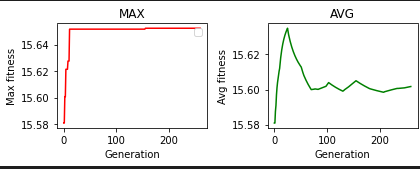 MAX
Max fitness
15.64
15.62
15.60
15.58
0
100
200
Generation
AVG
Avg fitness
15.62
15.60
15.58
0
100
200
Generation